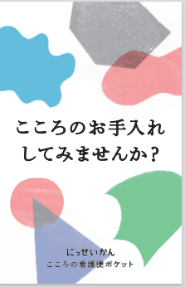 こころのお手入れ
してみませんか?
にっせいかん
こころの看護便ポケット